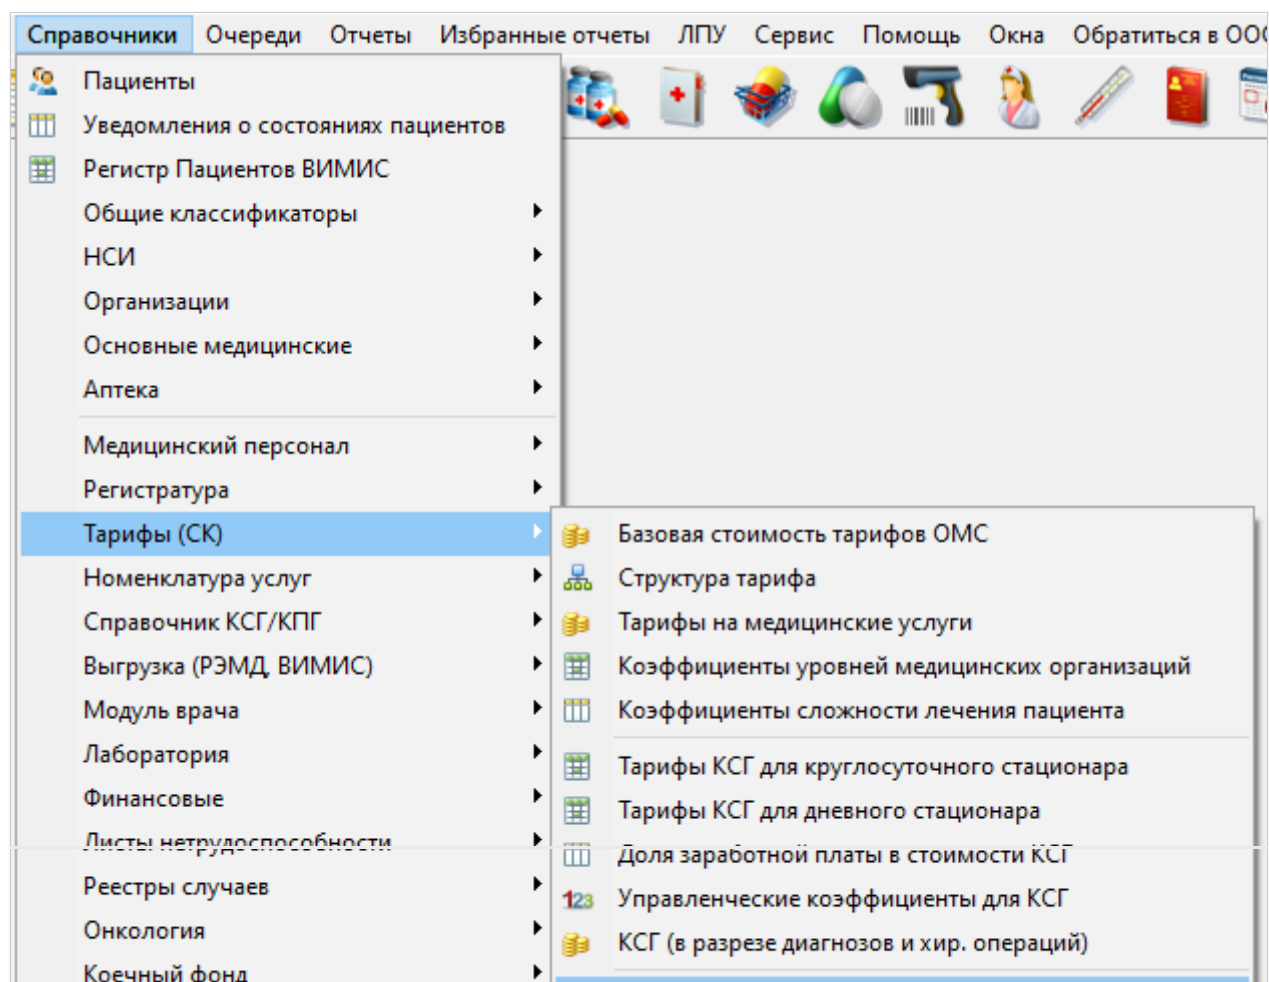 Справочники Очереди Отчеты Избранные отчеты ЛПУ Сервис Помощь Окна Обратиться в ООО
Пациенты
Уведомления о состояниях пациентов
Регистр Пациентов ВИМИС
Общие классификаторы
НСИ
Организации
Основные медицинские
Аптека
Медицинский персонал
Регистратура
Тарифы (СК)
Номенклатура услуг
Справочник КСГ/КПГ
Выгрузка (РЭМД, ВИМИС)
Модуль врача
Лаборатория
Финансовые
Листы нетрудоспособности
Реестры случаев
Онкология
Коечный фонд
Базовая стоимость тарифов ОМС
Структура тарифа
Тарифы на медицинские услуги
Коэффициенты уровней медицинских организаций
Коэффициенты сложности лечения пациента
Тарифы КСГ для круглосуточного стационара
Тарифы КСГ для дневного стационара
Доля заработной платы в стоимости КСГ
123 Управленческие коэффициенты для КСГ
КСГ (в разрезе диагнозов и хир. операций)